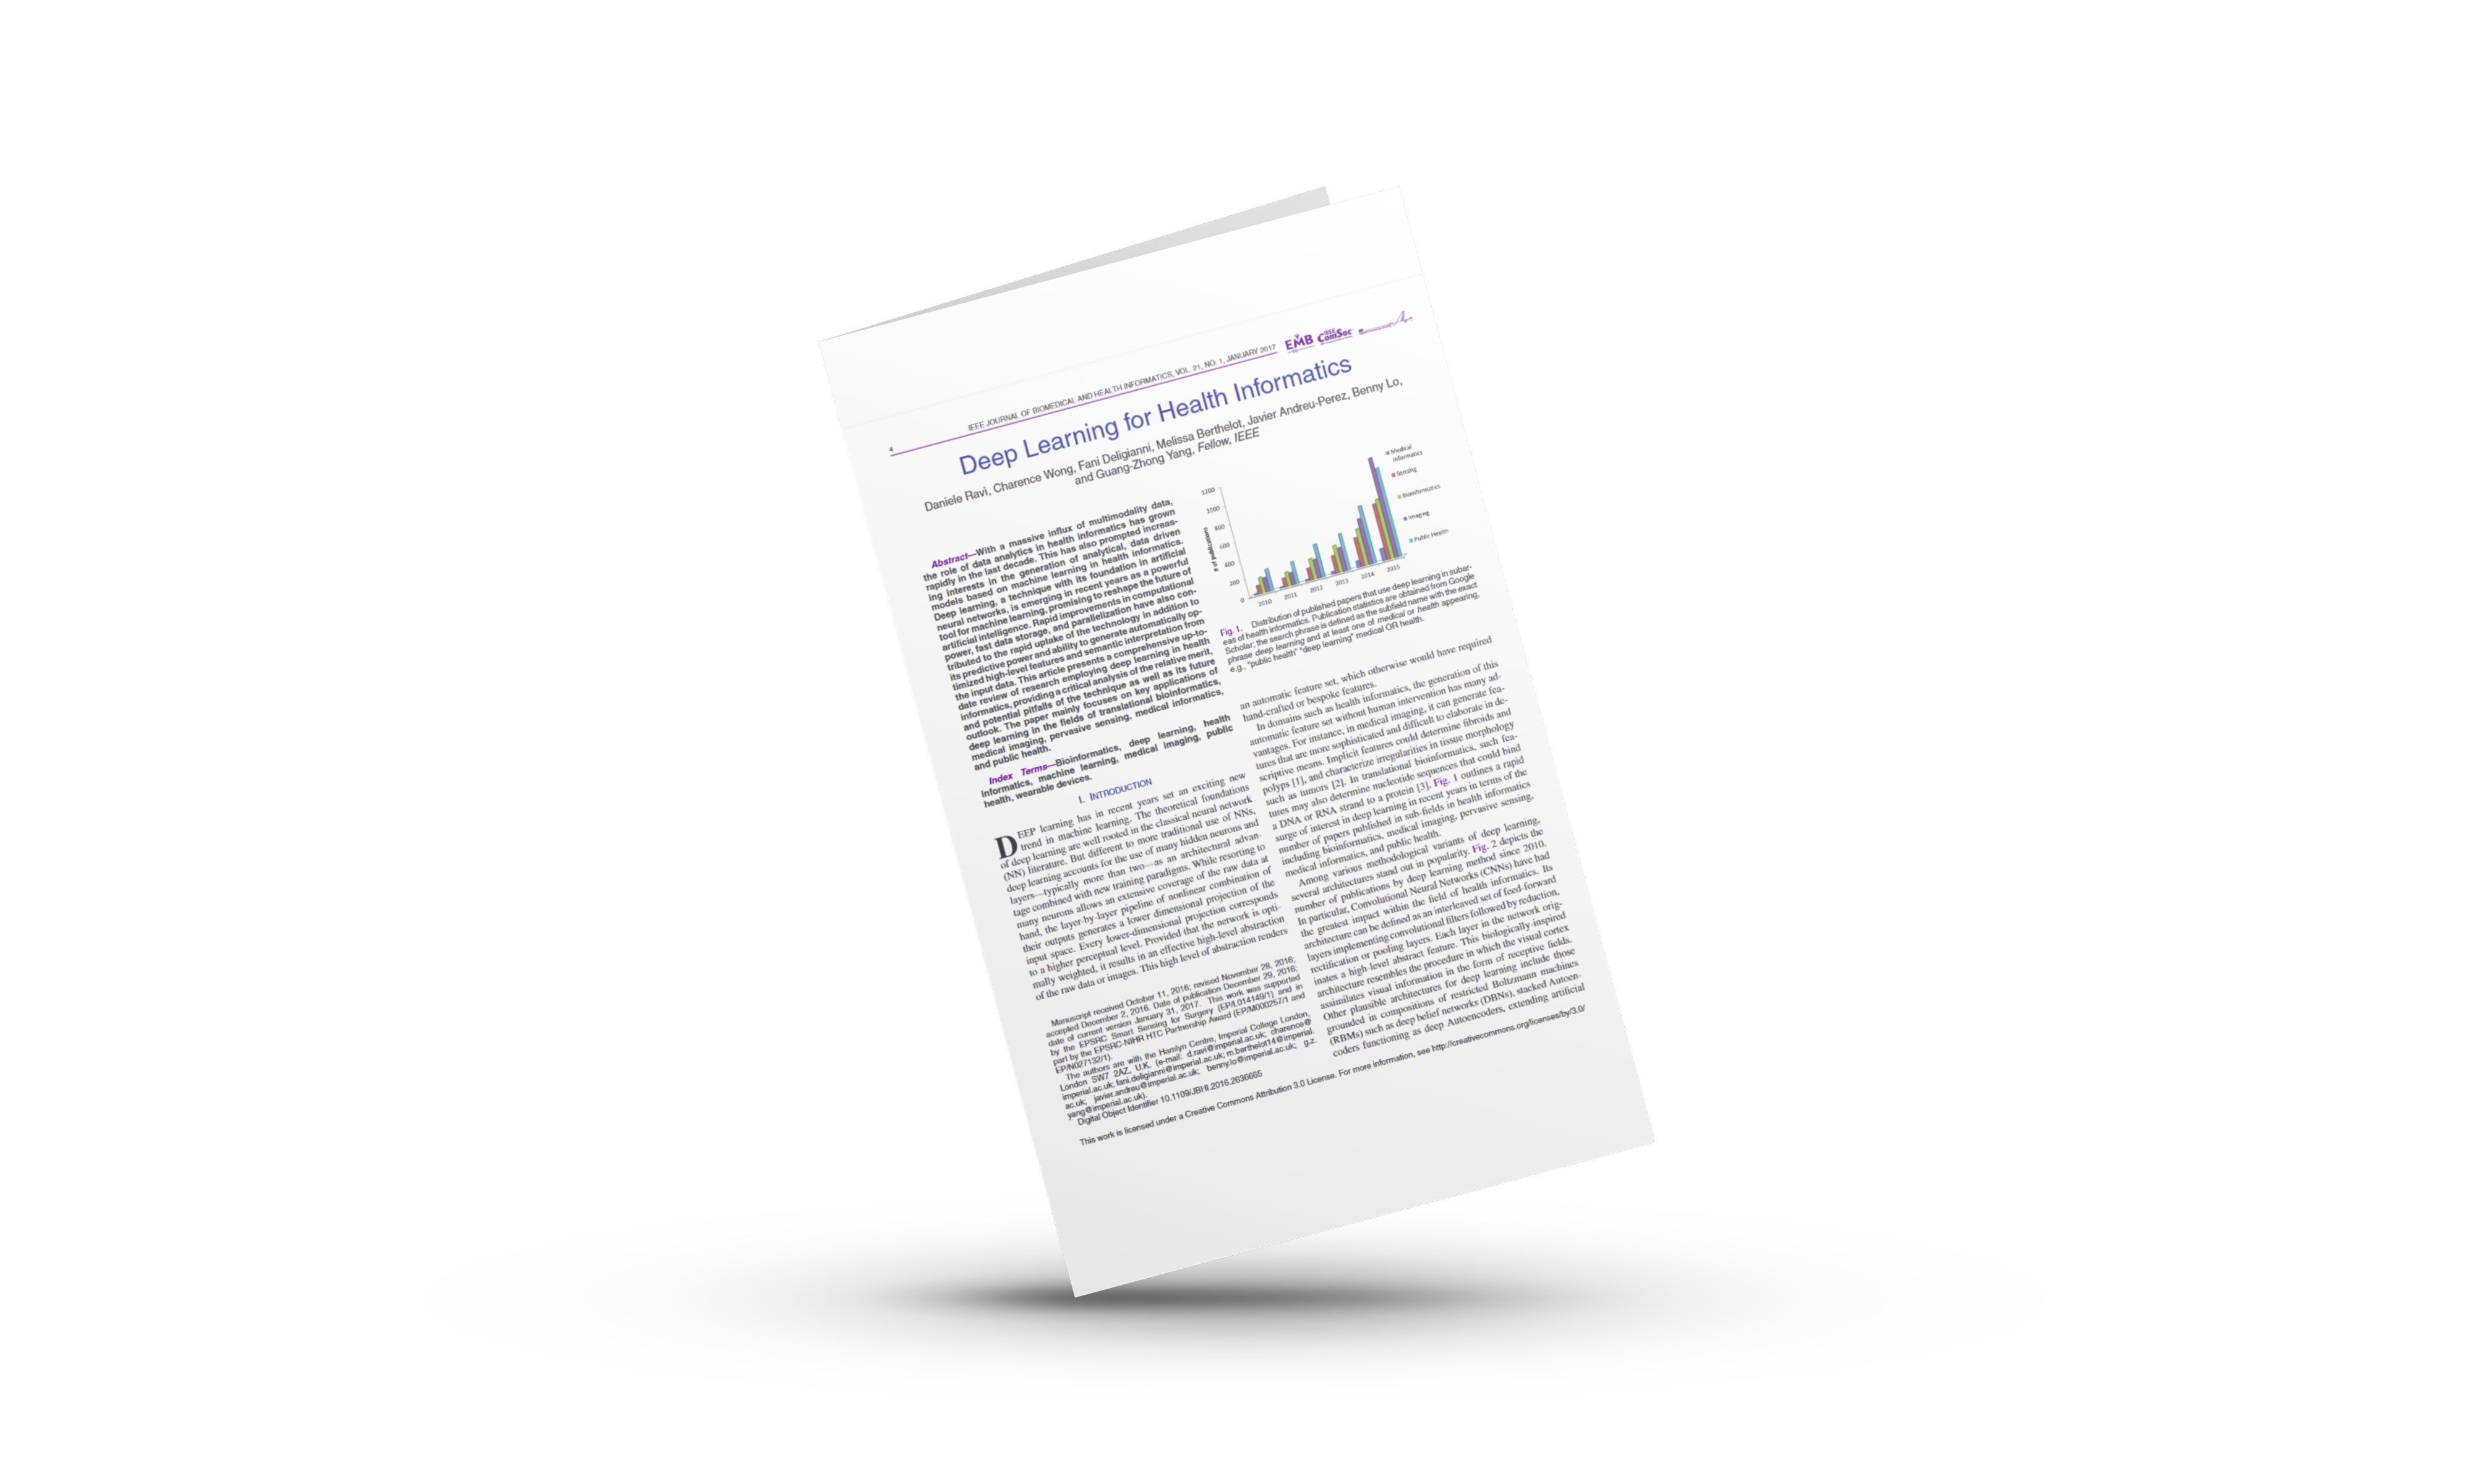 4
IEEE JOURNAL OF BIOMEDICAL AND HEALTH INFORMATICS, VOL. 21, NO. 1, JANUARY 2017
EMB
IEEE
ComSoc
Deep Learning for Health Informatics
Daniele Ravì, Charence Wong, Fani Deligianni, Melissa Berthelot, Javier Andreu-Perez, Benny Lo,
and Guang-Zhong Yang, Fellow, IEEE
Abstract—With a massive influx of multimodality data,
the role of data analytics in health informatics has grown
rapidly in the last decade. This has also prompted increas-
ing interests in the generation of analytical, data driven
models based on machine learning in health informatics.
Deep learning, a technique with its foundation in artificial
neural networks, is emerging in recent years as a powerful
tool for machine learning, promising to reshape the future of
artificial intelligence. Rapid improvements in computational
power, fast data storage, and parallelization have also con-
tributed to the rapid uptake of the technology in addition to
its predictive power and ability to generate automatically op-
timized high-level features and semantic interpretation from
the input data. This article presents a comprehensive up-to-
date review of research employing deep learning in health
informatics, providing a critical analysis of the relative merit,
and potential pitfalls of the technique as well as its future
outlook. The paper mainly focuses on key applications of
deep learning in the fields of translational bioinformatics,
medical imaging, pervasive sensing, medical informatics,
and public health.
Index Terms—Bioinformatics, deep learning, health
informatics, machine learning, medical imaging, public
health, wearable devices.
I. INTRODUCTION
DEEP learning has in recent years set an exciting new
trend in machine learning. The theoretical foundations
of deep learning are well rooted in the classical neural network
(NN) literature. But different to more traditional use of NNs,
deep learning accounts for the use of many hidden neurons and
layers—typically more than two—as an architectural advan-
tage combined with new training paradigms. While resorting to
many neurons allows an extensive coverage of the raw data at
hand, the layer-by-layer pipeline of nonlinear combination of
their outputs generates a lower dimensional projection of the
input space. Every lower-dimensional projection corresponds
to a higher perceptual level. Provided that the network is opti-
mally weighted, it results in an effective high-level abstraction
of the raw data or images. This high level of abstraction renders
Manuscript received October 11, 2016; revised November 28, 2016;
accepted December 2, 2016. Date of publication December 29, 2016;
date of current version January 31, 2017. This work was supported
by the EPSRC Smart Sensing for Surgery (EP/L014149/1) and in
part by the EPSRC-NIHR HTC Partnership Award (EP/M000257/1 and
EP/N027132/1).
The authors are with the Hamlyn Centre, Imperial College London,
London SW7 2AZ, U.K. (e-mail: d.ravi@imperial.ac.uk; charence@
imperial.ac.uk; fani.deligianni@imperial.ac.uk; m.berthelot14@imperial.
ac.uk; javier.andreu@imperial.ac.uk; benny.lo@imperial.ac.uk; g.z.
yang@imperial.ac.uk).
Digital Object Identifier 10.1109/JBHI.2016.2636665
# of publications
1200
1000
800
600
400
200
0
2010
2011
2012
2013
2014
2015
Medical
informatics
Sensing
Bioinformatics
Imaging
Public Health
Fig. 1. Distribution of published papers that use deep learning in subar-
eas of health informatics. Publication statistics are obtained from Google
Scholar; the search phrase is defined as the subfield name with the exact
phrase deep learning and at least one of medical or health appearing,
e.g., "public health" "deep learning" medical OR health.
an automatic feature set, which otherwise would have required
hand-crafted or bespoke features.
In domains such as health informatics, the generation of this
automatic feature set without human intervention has many ad-
vantages. For instance, in medical imaging, it can generate fea-
tures that are more sophisticated and difficult to elaborate in de-
scriptive means. Implicit features could determine fibroids and
polyps [1], and characterize irregularities in tissue morphology
such as tumors [2]. In translational bioinformatics, such fea-
tures may also determine nucleotide sequences that could bind
a DNA or RNA strand to a protein [3]. Fig. 1 outlines a rapid
surge of interest in deep learning in recent years in terms of the
number of papers published in sub-fields in health informatics
including bioinformatics, medical imaging, pervasive sensing,
medical informatics, and public health.
Among various methodological variants of deep learning,
several architectures stand out in popularity. Fig. 2 depicts the
number of publications by deep learning method since 2010.
In particular, Convolutional Neural Networks (CNNs) have had
the greatest impact within the field of health informatics. Its
architecture can be defined as an interleaved set of feed-forward
layers implementing convolutional filters followed by reduction,
rectification or pooling layers. Each layer in the network orig-
inates a high-level abstract feature. This biologically-inspired
architecture resembles the procedure in which the visual cortex
assimilates visual information in the form of receptive fields.
Other plausible architectures for deep learning include those
grounded in compositions of restricted Boltzmann machines
(RBMs) such as deep belief networks (DBNs), stacked Autoen-
coders functioning as deep Autoencoders, extending artificial
This work is licensed under a Creative Commons Attribution 3.0 License. For more information, see http://creativecommons.org/licenses/by/3.0/